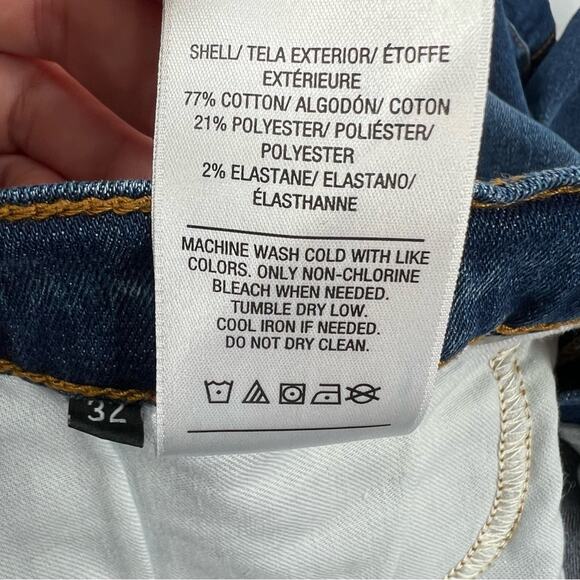 SHELL/ TELA EXTERIOR/ ÉTOFFE
EXTÉRIEURE
77% COTTON/ ALGODÓN/ COTON
21% POLYESTER/ POLIÉSTER/
POLYESTER
2% ELASTANE/ ELASTANO/
ÉLASTHANNE
MACHINE WASH COLD WITH LIKE
COLORS. ONLY NON-CHLORINE
BLEACH WHEN NEEDED.
TUMBLE DRY LOW.
COOL IRON IF NEEDED.
DO NOT DRY CLEAN.
32